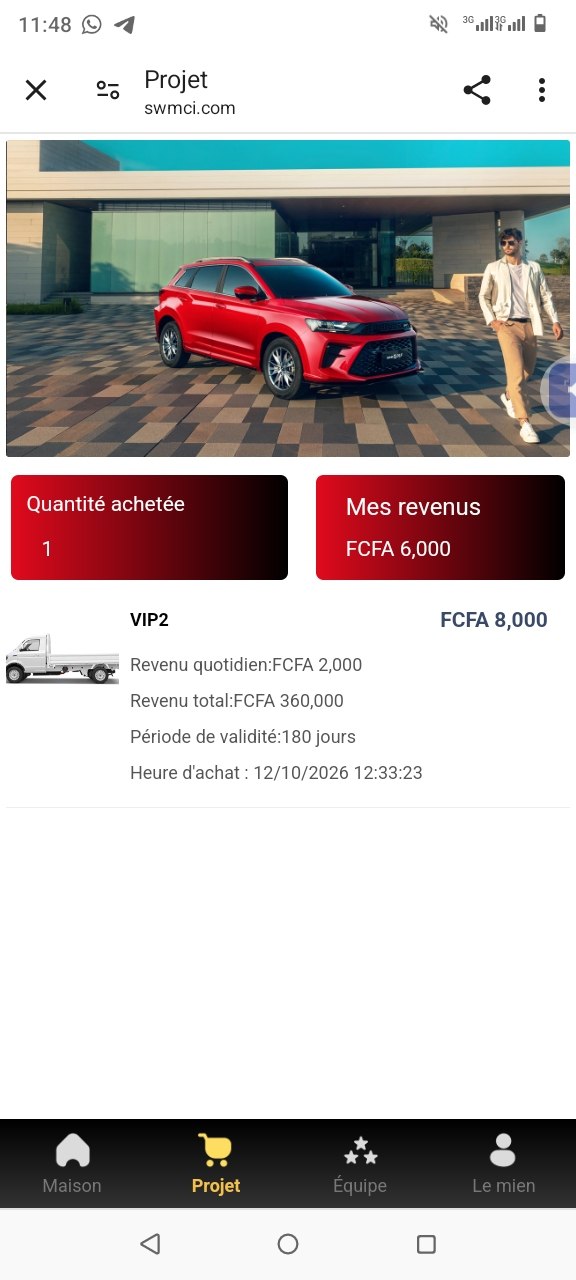 11:48
3G 3G
Projet
swmci.com
Quantité achetée
1
Mes revenus
FCFA 6,000
VIP2
FCFA 8,000
Revenu quotidien:FCFA 2,000
Revenu total:FCFA 360,000
Période de validité:180 jours
Heure d'achat : 12/10/2026 12:33:23
Maison
Projet
Équipe
Le mien